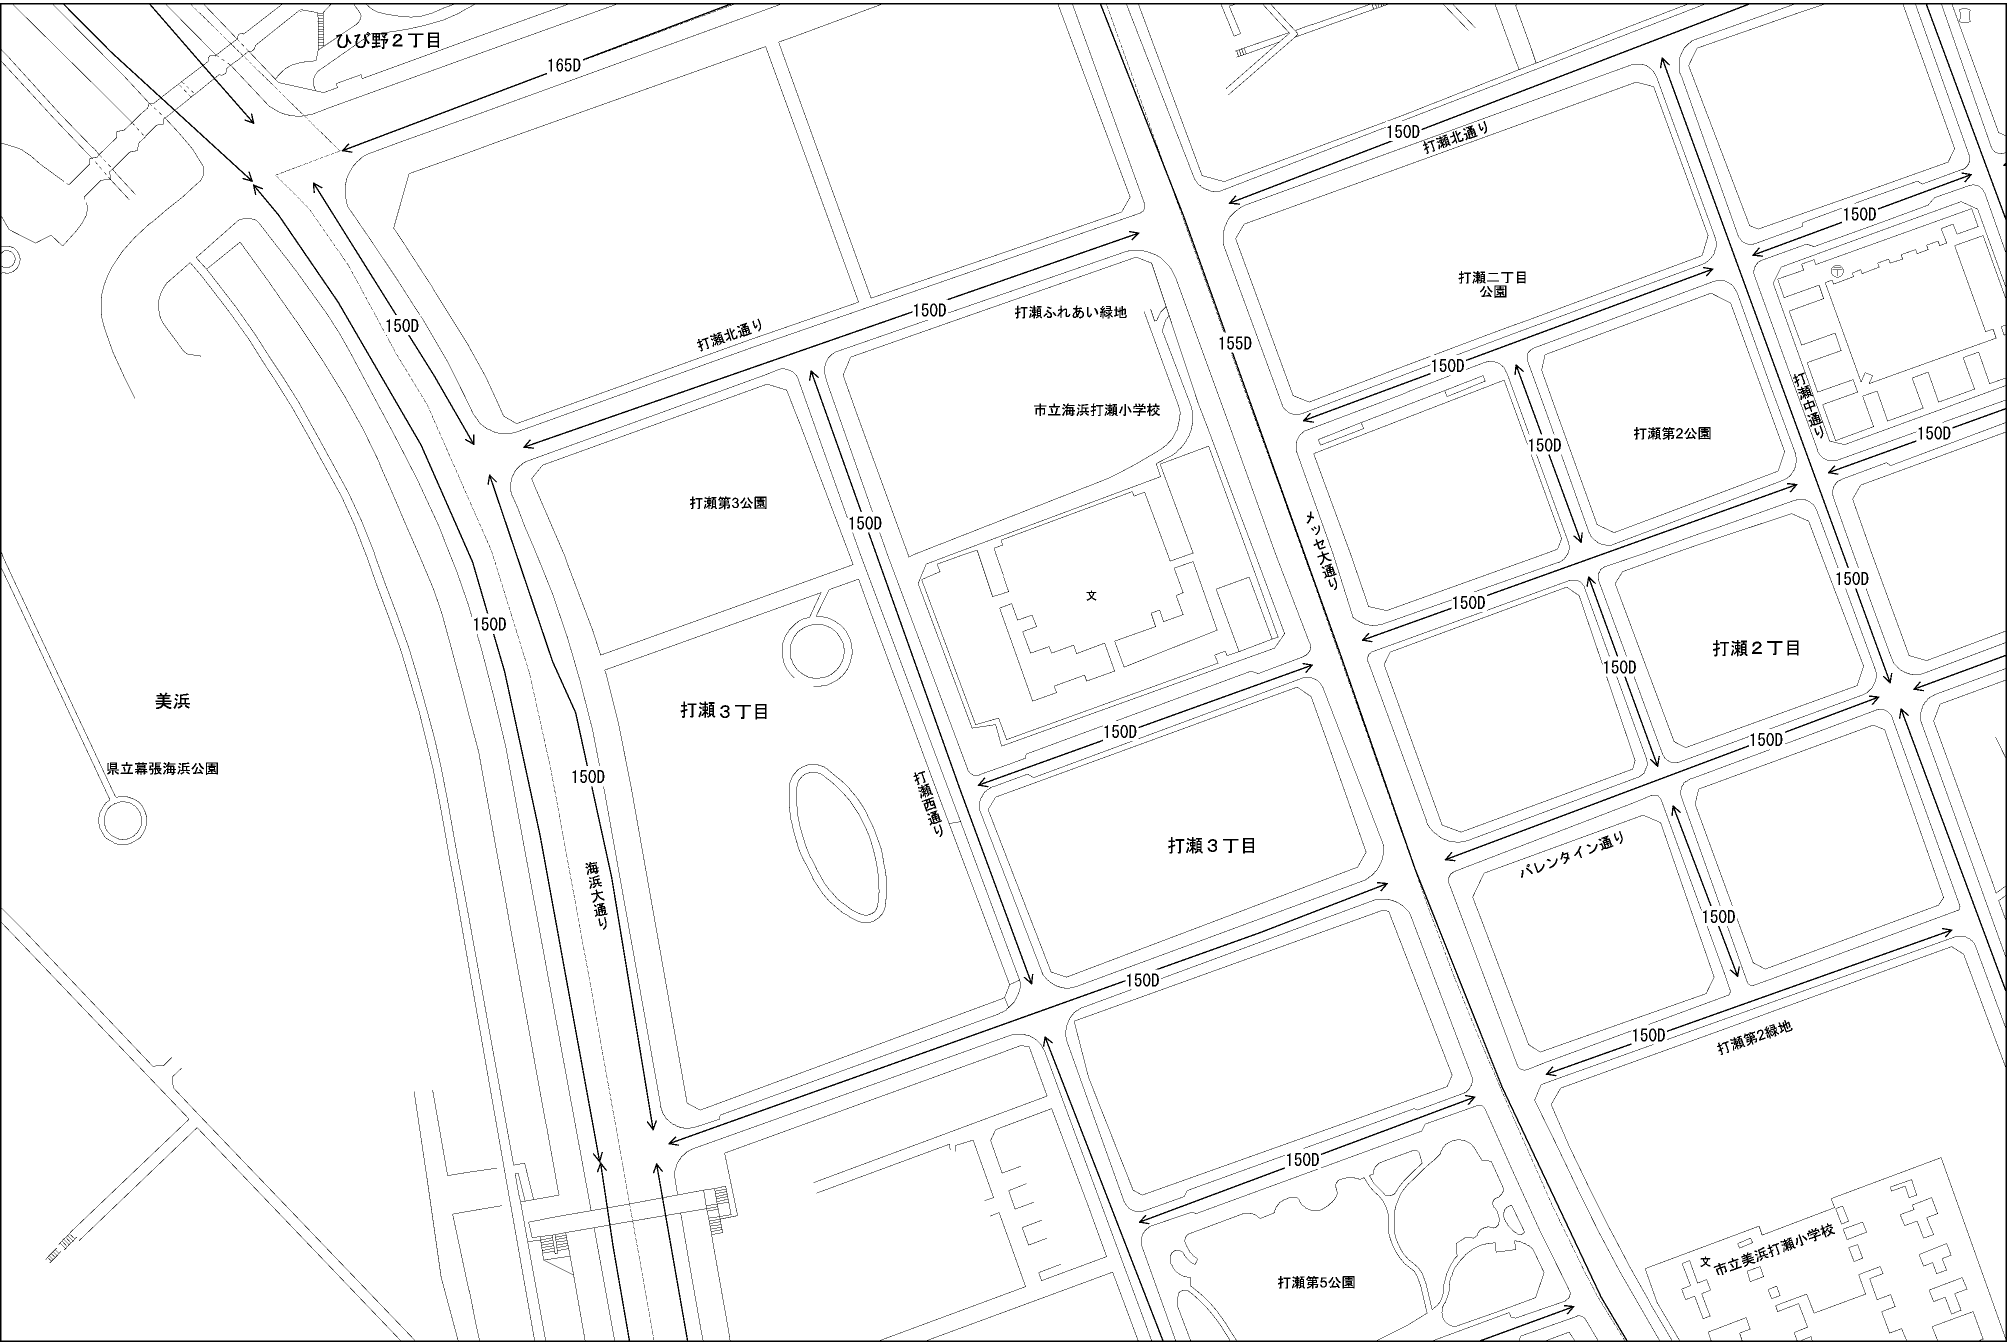 ひび野２丁目
165D
150D
打瀬北通り
150D
150D
打瀬二丁目
公園
150D
打瀬ふれあい緑地
150D
打瀬北通り
155D
150D
打瀬中通り
市立海浜打瀬小学校
150D
打瀬第2公園
150D
打瀬第3公園
150D
メッセ大通り
文
150D
150D
150D
150D
打瀬２丁目
美浜
打瀬３丁目
150D
150D
県立幕張海浜公園
150D
打瀬西通り
打瀬３丁目
バレンタイン通り
海浜大通り
150D
150D
150D
打瀬第2緑地
150D
文
市立美浜打瀬小学校
打瀬第5公園